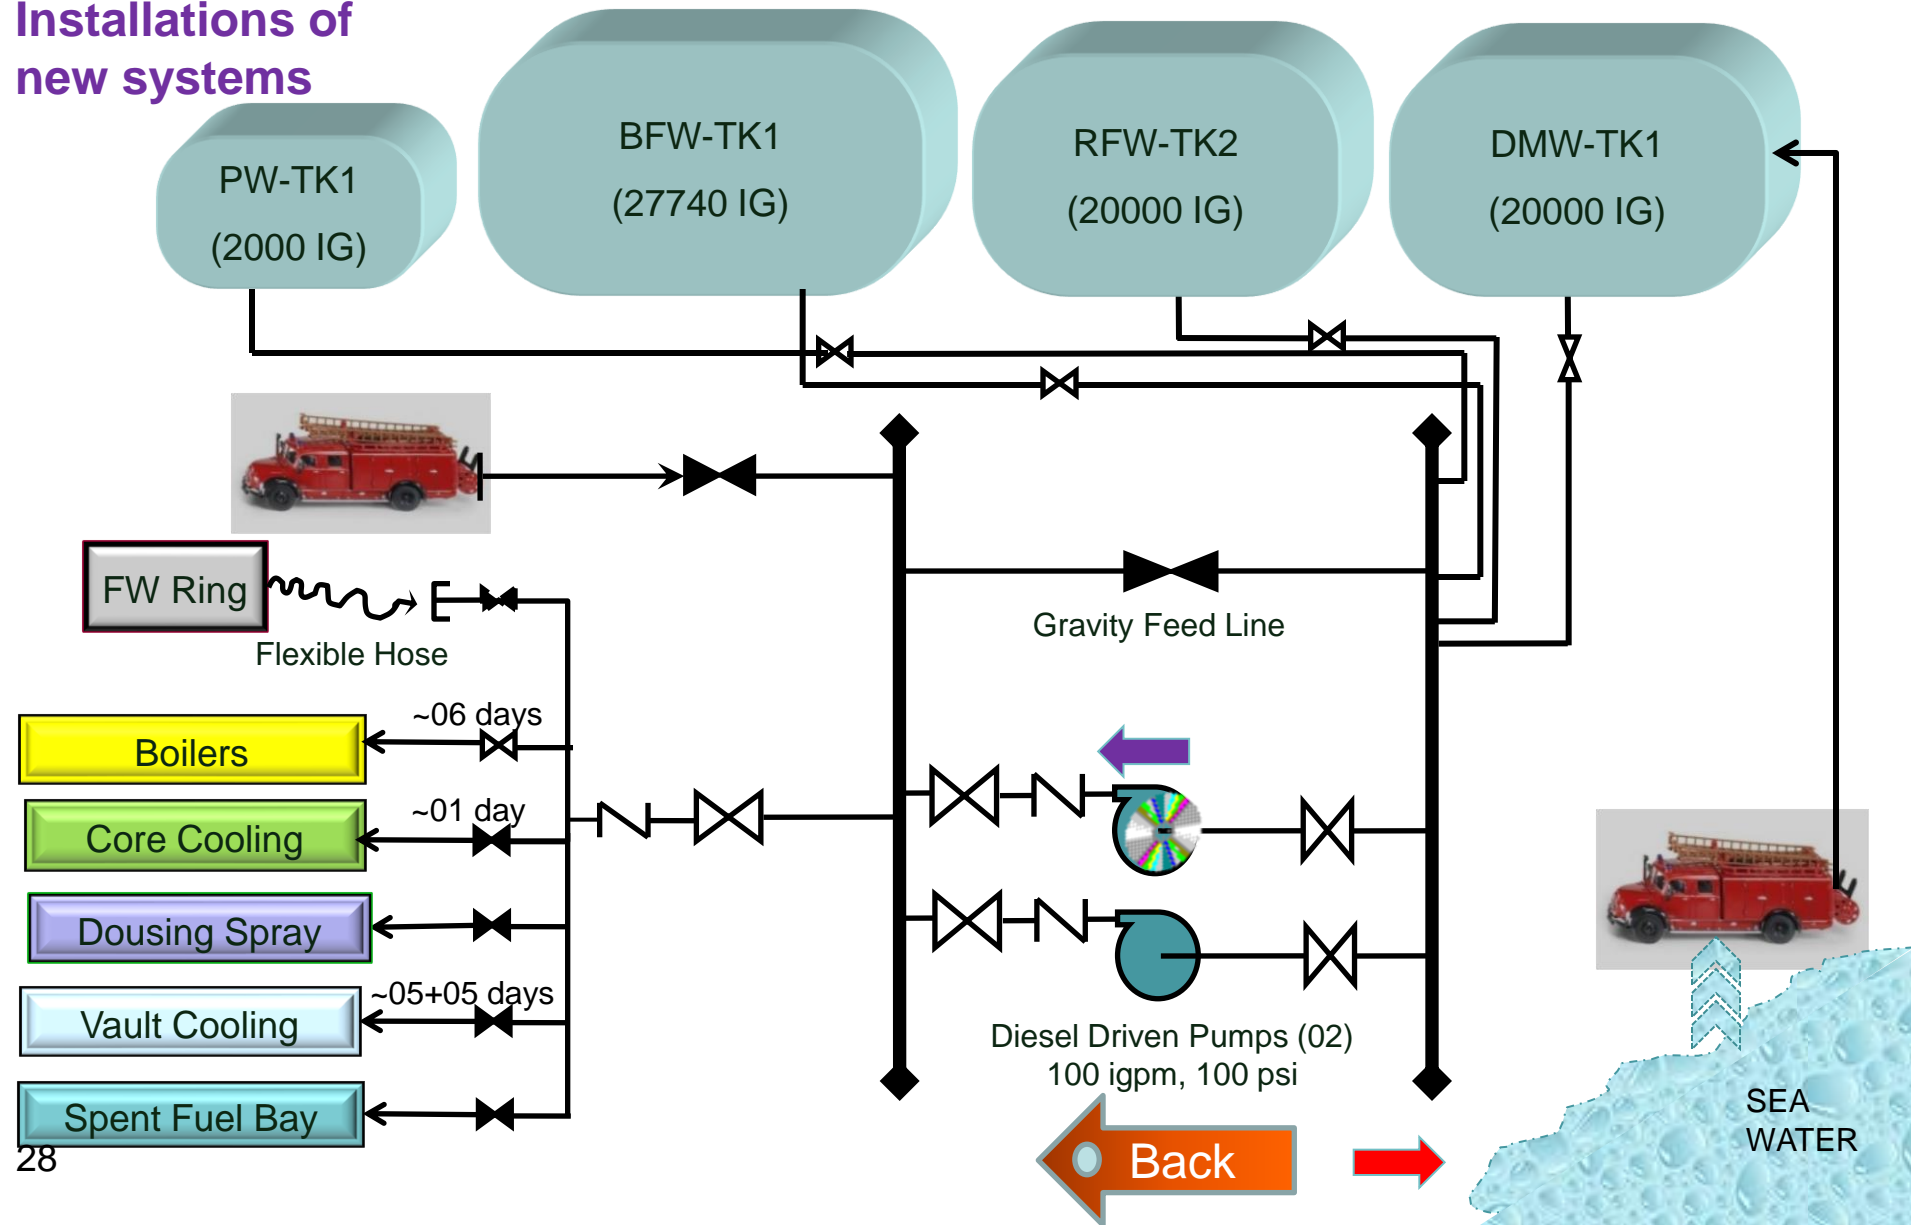 Installations of
new systems
PW-TK1
(2000 IG)
BFW-TK1
(27740 IG)
RFW-TK2
(20000 IG)
DMW-TK1
(20000 IG)
FW Ring
Flexible Hose
Gravity Feed Line
~06 days
Boilers
~01 day
Core Cooling
Dousing Spray
~05+05 days
Vault Cooling
Spent Fuel Bay
Diesel Driven Pumps (02)
100 igpm, 100 psi
SEA
WATER
Back
28